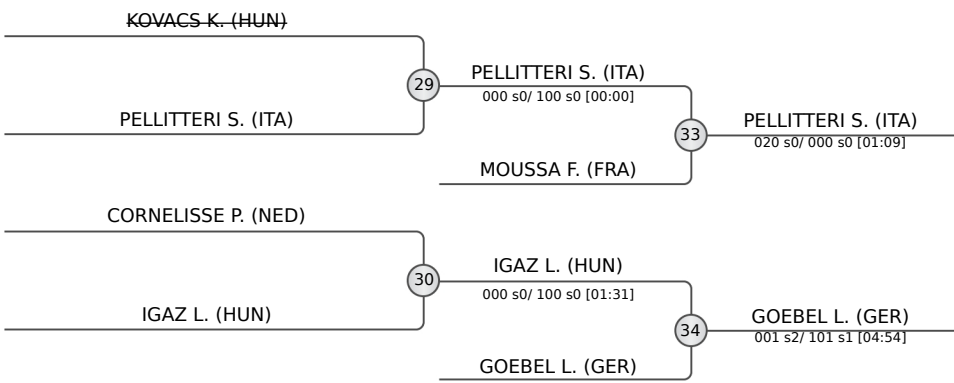 KOVACS K. (HUN)
29
PELLITTERI S. (ITA)
000 s0/ 100 s0 [00:00]
PELLITTERI S. (ITA)
33
PELLITTERI S. (ITA)
020 s0/ 000 s0 [01:09]
MOUSSA F. (FRA)
CORNELISSE P. (NED)
30
IGAZ L. (HUN)
000 s0/ 100 s0 [01:31]
IGAZ L. (HUN)
34
GOEBEL L. (GER)
001 s2/ 101 s1 [04:54]
GOEBEL L. (GER)